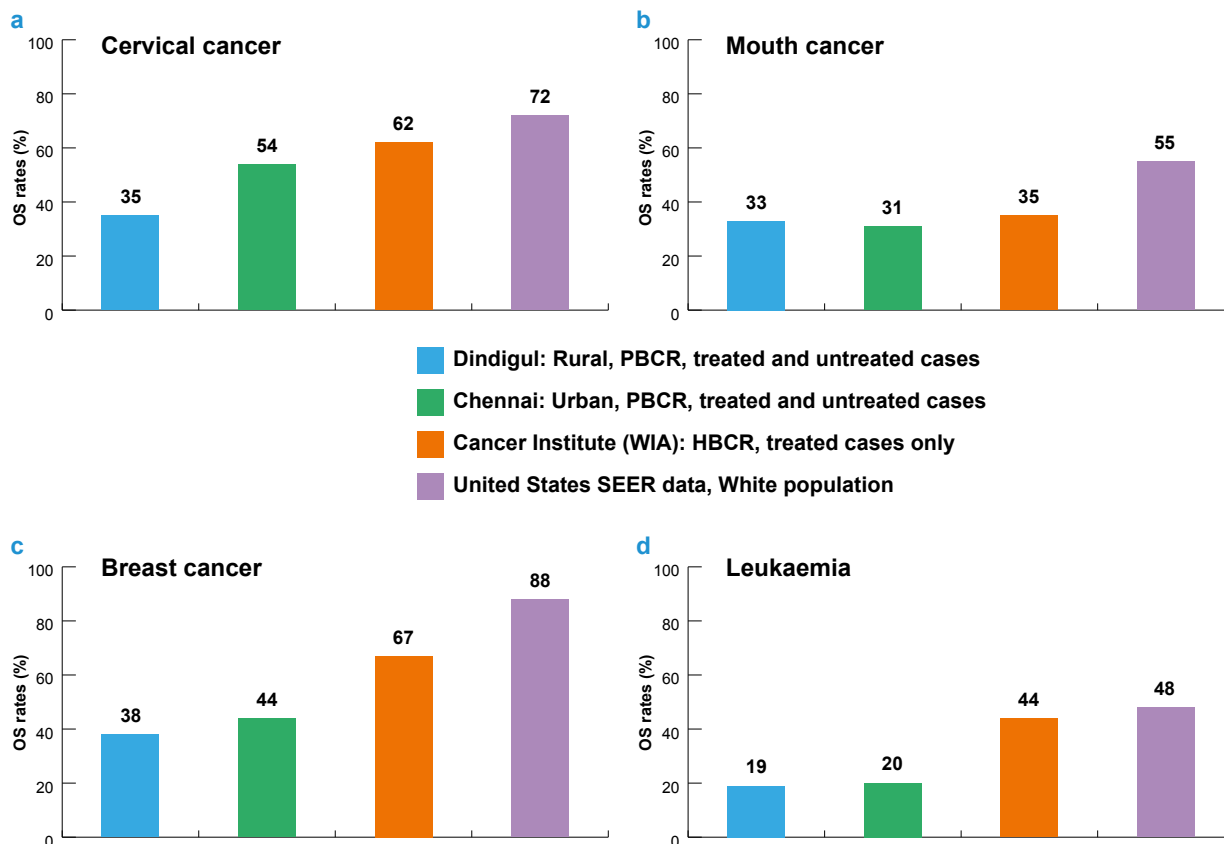 a
Cervical cancer
OS rates (%)
100
80
60
40
20
0
35
54
62
72
b
Mouth cancer
OS rates (%)
100
80
60
40
20
0
33
31
35
55
Dindigul: Rural, PBCR, treated and untreated cases
Chennai: Urban, PBCR, treated and untreated cases
Cancer Institute (WIA): HBCR, treated cases only
United States SEER data, White population
c
Breast cancer
OS rates (%)
100
80
60
40
20
0
38
44
67
88
d
Leukaemia
OS rates (%)
100
80
60
40
20
0
19
20
44
48